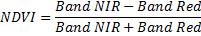 NDVI = (Band NIR − Band Red) / (Band NIR + Band Red)